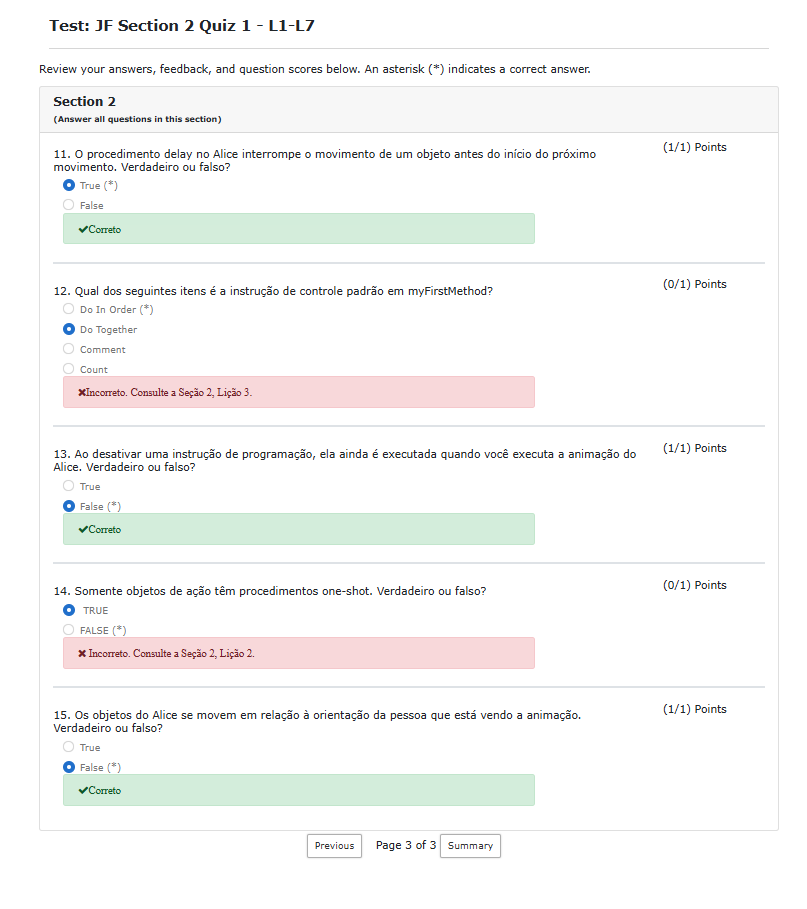 Test: JF Section 2 Quiz 1 - L1-L7
Review your answers, feedback, and question scores below. An asterisk (*) indicates a correct answer.
Section 2
(Answer all questions in this section)
11. O procedimento delay no Alice interrompe o movimento de um objeto antes do início do próximo
movimento. Verdadeiro ou falso?
(1/1) Points
True (*)
False
✔Correto
12. Qual dos seguintes itens é a instrução de controle padrão em myFirstMethod?
(0/1) Points
Do In Order (*)
Do Together
Comment
Count
✖Incorreto. Consulte a Seção 2, Lição 3.
13. Ao desativar uma instrução de programação, ela ainda é executada quando você executa a animação do
Alice. Verdadeiro ou falso?
(1/1) Points
True
False (*)
✔Correto
14. Somente objetos de ação têm procedimentos one-shot. Verdadeiro ou falso?
(0/1) Points
TRUE
FALSE (*)
✖ Incorreto. Consulte a Seção 2, Lição 2.
15. Os objetos do Alice se movem em relação à orientação da pessoa que está vendo a animação.
Verdadeiro ou falso?
(1/1) Points
True
False (*)
✔Correto
Previous Page 3 of 3 Summary